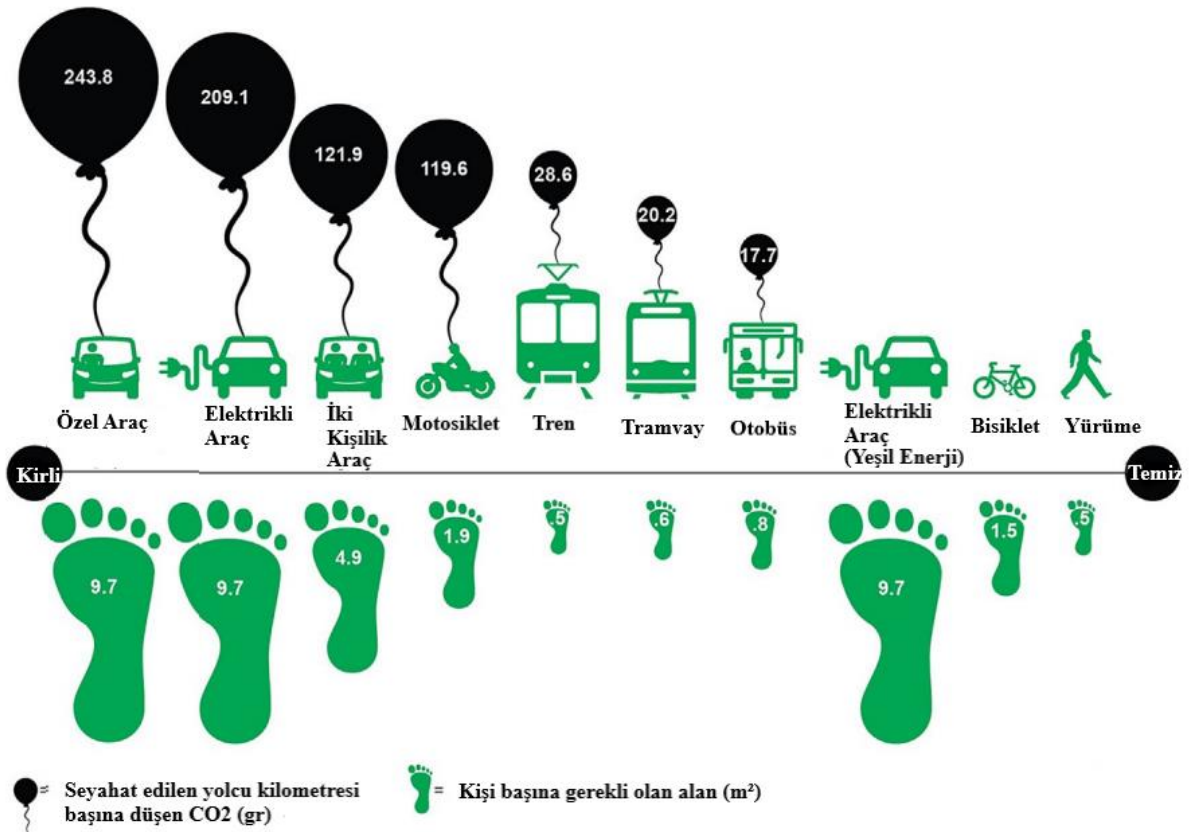 243.8
209.1
121.9
119.6
28.6
20.2
17.7
Özel Araç
Elektrikli
Araç
İki
Kişilik
Araç
Motosiklet
Tren
Tramvay
Otobüs
Elektrikli
Araç
(Yeşil Enerji)
Bisiklet
Yürüme
Kirli
Temiz
9.7
9.7
4.9
1.9
.5
.6
.8
9.7
1.5
.5
= Seyahat edilen yolcu kilometresi
başına düşen CO2 (gr)
= Kişi başına gerekli olan alan (m²)